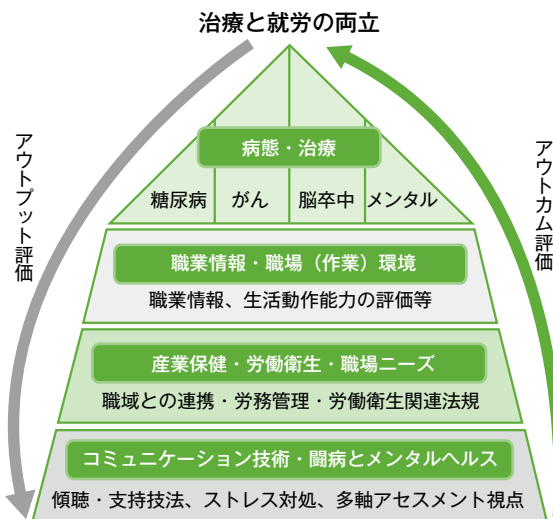 治療と就労の両立
アウトプット評価
アウトカム評価
病態・治療
糖尿病 がん 脳卒中 メンタル
職業情報・職場（作業）環境
職業情報、生活動作能力の評価等
産業保健・労働衛生・職場ニーズ
職域との連携・労務管理・労働衛生関連法規
コミュニケーション技術・闘病とメンタルヘルス
傾聴・支持技法、ストレス対処、多軸アセスメント視点